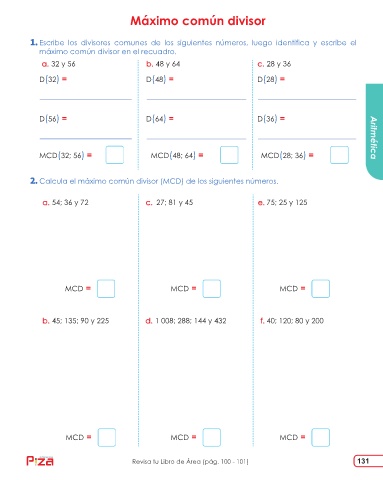 Máximo común divisor
1. Escribe los divisores comunes de los siguientes números, luego identifica y escribe el
máximo común divisor en el recuadro.
a. 32 y 56
b. 48 y 64
c. 28 y 36
D(32) =
D(48) =
D(28) =
D(56) =
D(64) =
D(36) =
MCD(32; 56) =
MCD(48; 64) =
MCD(28; 36) =
Aritmética
2. Calcula el máximo común divisor (MCD) de los siguientes números.
a. 54; 36 y 72
c. 27; 81 y 45
e. 75; 25 y 125
MCD =
MCD =
MCD =
b. 45; 135; 90 y 225
d. 1 008; 288; 144 y 432
f. 40; 120; 80 y 200
MCD =
MCD =
MCD =
Piza
Revisa tu Libro de Área (pág. 100 - 101)
131